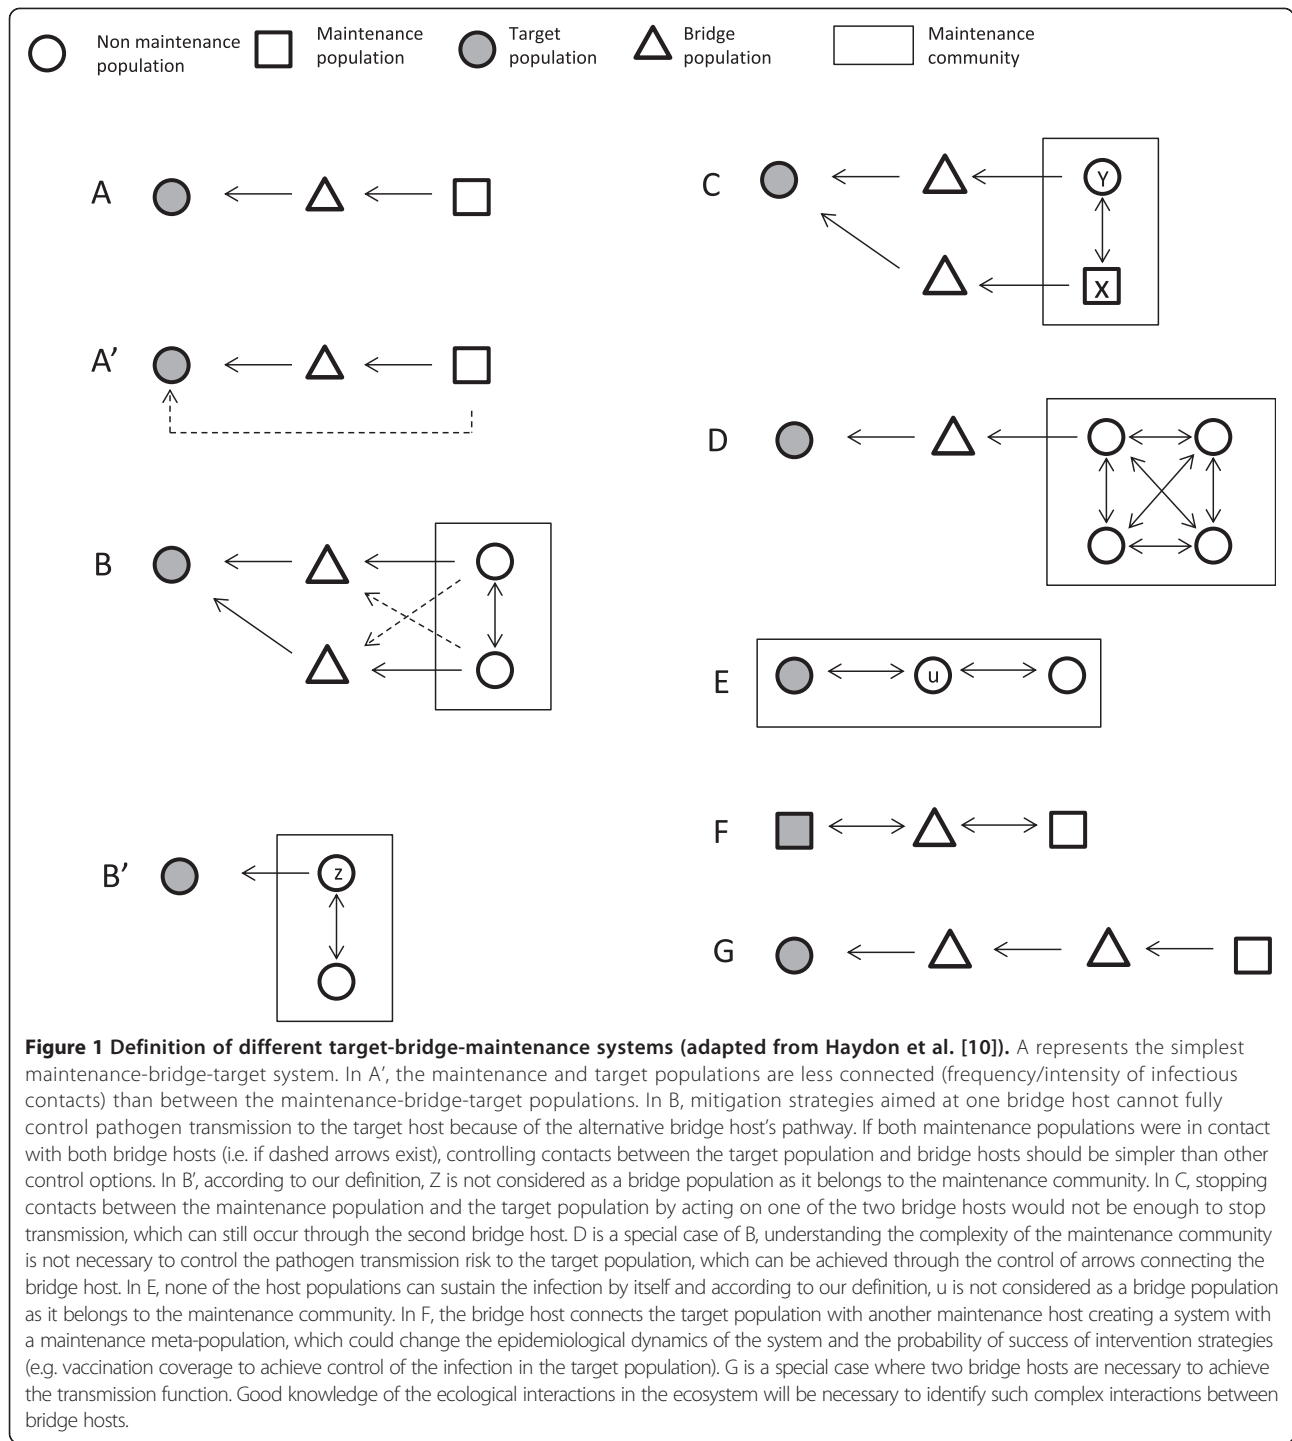 Non maintenance
population
Maintenance
population
Target
population
Bridge
population
Maintenance
community
A
A’
B
B’
z
C
Y
X
D
E
u
F
G
Figure 1 Definition of different target-bridge-maintenance systems (adapted from Haydon et al. [10]). A represents the simplest
maintenance-bridge-target system. In A’, the maintenance and target populations are less connected (frequency/intensity of infectious
contacts) than between the maintenance-bridge-target populations. In B, mitigation strategies aimed at one bridge host cannot fully
control pathogen transmission to the target host because of the alternative bridge host’s pathway. If both maintenance populations were in contact
with both bridge hosts (i.e. if dashed arrows exist), controlling contacts between the target population and bridge hosts should be simpler than other
control options. In B’, according to our definition, Z is not considered as a bridge population as it belongs to the maintenance community. In C, stopping
contacts between the maintenance population and the target population by acting on one of the two bridge hosts would not be enough to stop
transmission, which can still occur through the second bridge host. D is a special case of B, understanding the complexity of the maintenance community
is not necessary to control the pathogen transmission risk to the target population, which can be achieved through the control of arrows connecting the
bridge host. In E, none of the host populations can sustain the infection by itself and according to our definition, u is not considered as a bridge population
as it belongs to the maintenance community. In F, the bridge host connects the target population with another maintenance host creating a system with
a maintenance meta-population, which could change the epidemiological dynamics of the system and the probability of success of intervention strategies
(e.g. vaccination coverage to achieve control of the infection in the target population). G is a special case where two bridge hosts are necessary to achieve
the transmission function. Good knowledge of the ecological interactions in the ecosystem will be necessary to identify such complex interactions between
bridge hosts.